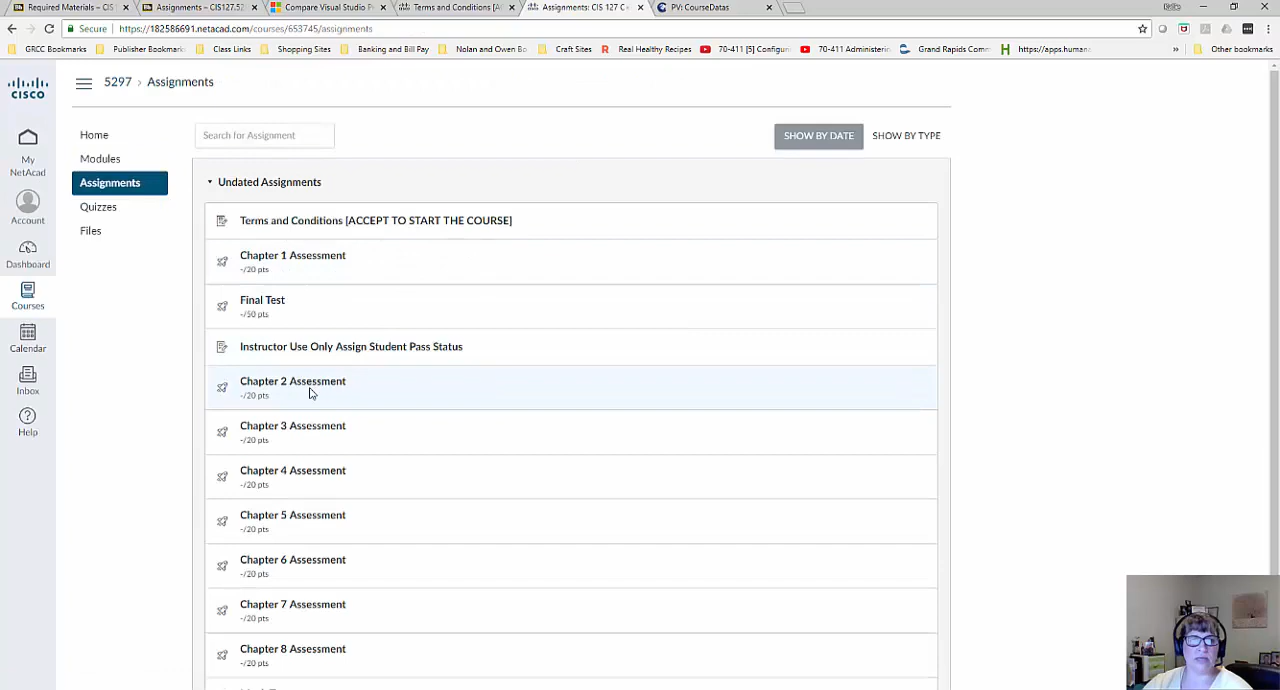 Required Materials – CIS 1
Assignments – CIS127.52
Compare Visual Studio Pr
Terms and Conditions [AC
Assignments: CIS 127 C+
PV: CourseDatas
Secure
https://182586691.netacad.com/courses/653745/assignments
GRCC Bookmarks
Publisher Bookmark
Class Links
Shopping Sites
Banking and Bill Pay
Nolan and Owen Bo
Craft Sites
Real Healthy Recipes
70-411 [5] Configur
70-411 Administerin
Grand Rapids Comm
https://apps.human
»
Other bookmarks
CISCO
5297 › Assignments
My NetAcad
Account
Dashboard
Courses
Calendar
Inbox
Help
Home
Modules
Assignments
Quizzes
Files
Search for Assignment
SHOW BY DATE
SHOW BY TYPE
Undated Assignments
Terms and Conditions [ACCEPT TO START THE COURSE]
Chapter 1 Assessment
-/20 pts
Final Test
-/50 pts
Instructor Use Only Assign Student Pass Status
Chapter 2 Assessment
-/20 pts
Chapter 3 Assessment
-/20 pts
Chapter 4 Assessment
-/20 pts
Chapter 5 Assessment
-/20 pts
Chapter 6 Assessment
-/20 pts
Chapter 7 Assessment
-/20 pts
Chapter 8 Assessment
-/20 pts